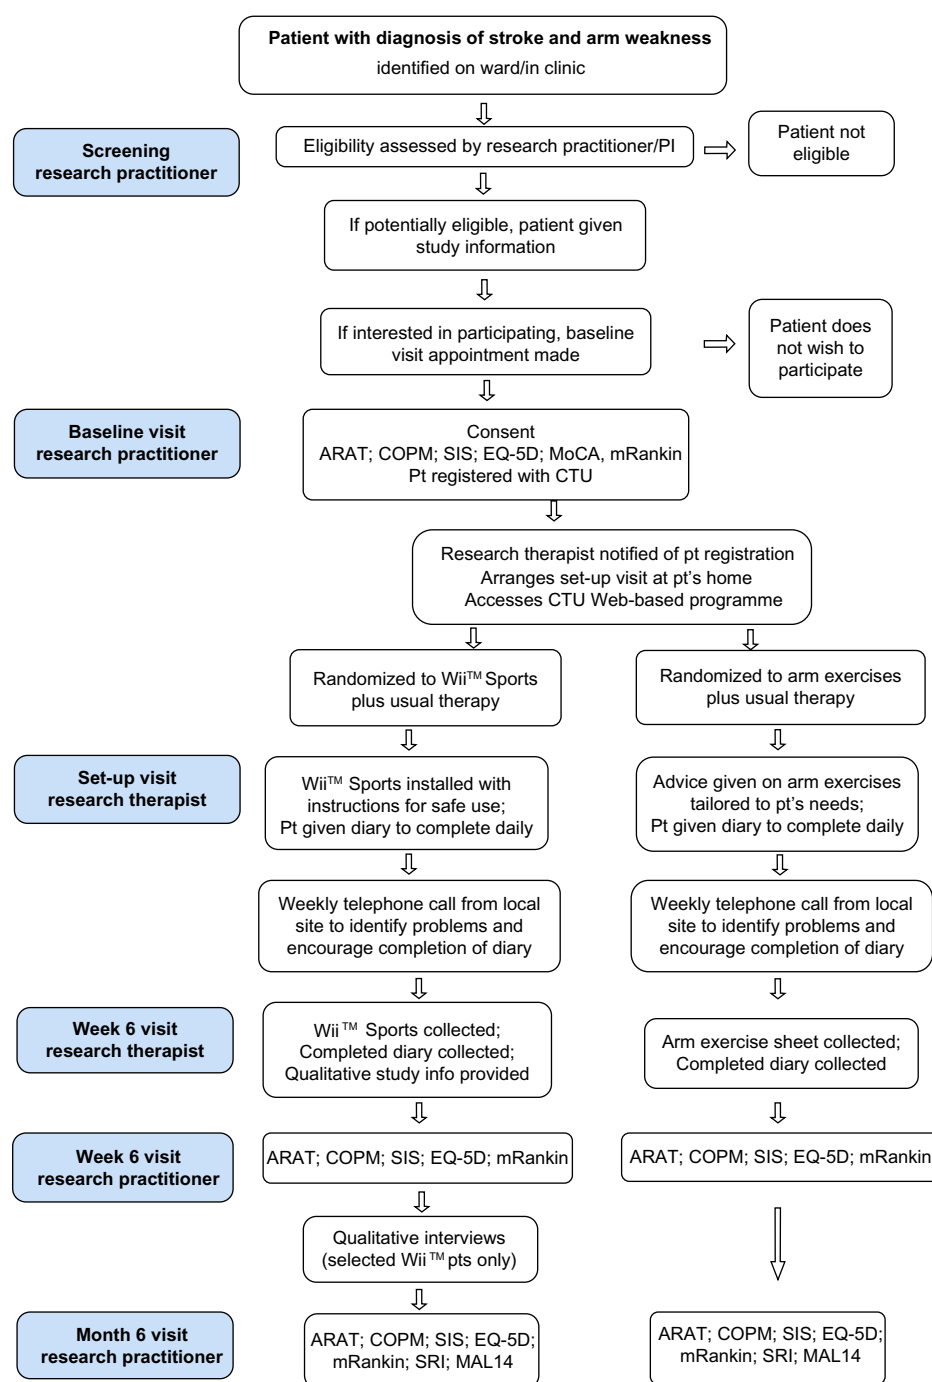 Patient with diagnosis of stroke and arm weakness
identified on ward/in clinic
Screening
research practitioner
Eligibility assessed by research practitioner/PI
Patient not
eligible
If potentially eligible, patient given
study information
If interested in participating, baseline
visit appointment made
Patient does
not wish to
participate
Baseline visit
research practitioner
Consent
ARAT; COPM; SIS; EQ-5D; MoCA, mRankin
Pt registered with CTU
Research therapist notified of pt registration
Arranges set-up visit at pt's home
Accesses CTU Web-based programme
Randomized to Wii™ Sports
plus usual therapy
Randomized to arm exercises
plus usual therapy
Set-up visit
research therapist
Wii™ Sports installed with
instructions for safe use;
Pt given diary to complete daily
Advice given on arm exercises
tailored to pt's needs;
Pt given diary to complete daily
Weekly telephone call from local
site to identify problems and
encourage completion of diary
Weekly telephone call from local
site to identify problems and
encourage completion of diary
Week 6 visit
research therapist
Wii™ Sports collected;
Completed diary collected;
Qualitative study info provided
Arm exercise sheet collected;
Completed diary collected
Week 6 visit
research practitioner
ARAT; COPM; SIS; EQ-5D; mRankin
ARAT; COPM; SIS; EQ-5D; mRankin
Qualitative interviews
(selected Wii™ pts only)
Month 6 visit
research practitioner
ARAT; COPM; SIS; EQ-5D;
mRankin; SRI; MAL14
ARAT; COPM; SIS; EQ-5D;
mRankin; SRI; MAL14